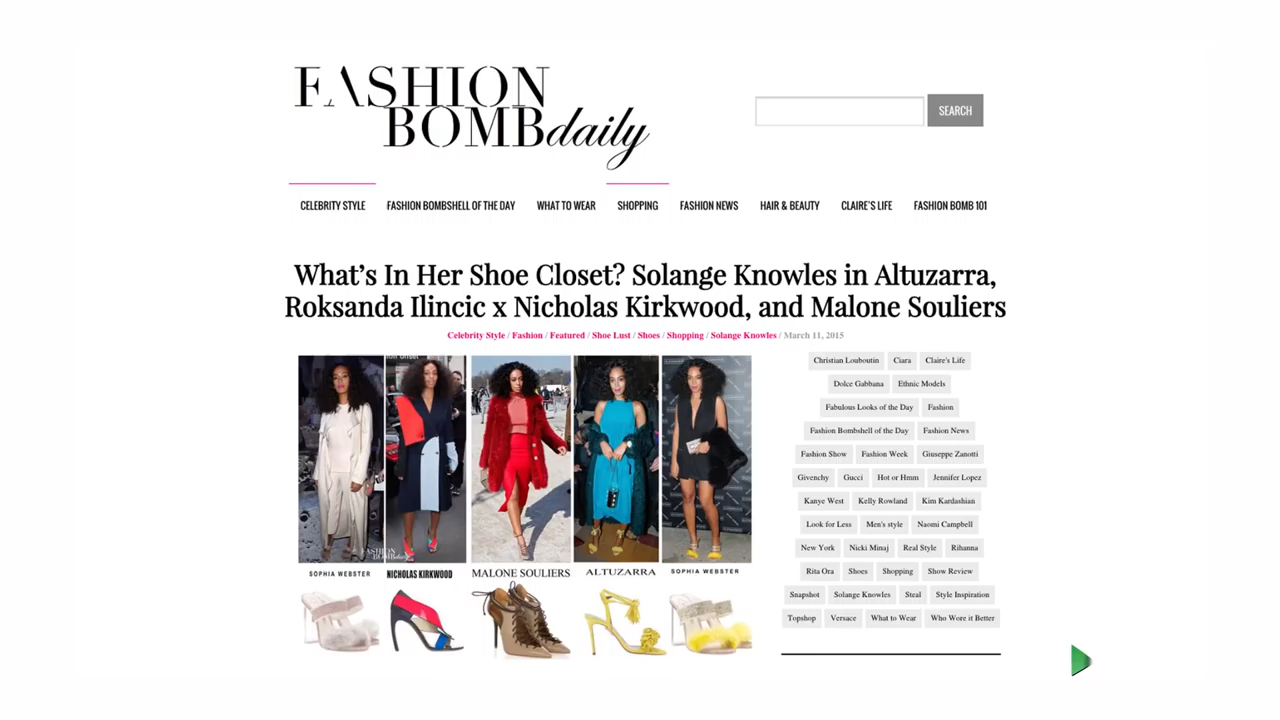 FASHION
BOMBdaily
SEARCH
CELEBRITY STYLE FASHION BOMBSHELL OF THE DAY WHAT TO WEAR SHOPPING FASHION NEWS HAIR & BEAUTY CLAIRE'S LIFE FASHION BOMB 101
What's In Her Shoe Closet? Solange Knowles in Altuzarra,
Roksanda Ilincic x Nicholas Kirkwood, and Malone Souliers
Celebrity Style / Fashion / Featured / Shoe Lust / Shoes / Shopping / Solange Knowles / March 11, 2015
FASHION
BOMBdaily
SOPHIA WEBSTER NICHOLAS KIRKWOOD MALONE SOULIERS ALTUZARRA SOPHIA WEBSTER
Christian Louboutin Ciara Claire's Life
Dolce Gabbana Ethnic Models
Fabulous Looks of the Day Fashion
Fashion Bombshell of the Day Fashion News
Fashion Show Fashion Week Giuseppe Zanotti
Givenchy Gucci Hot or Hmm Jennifer Lopez
Kanye West Kelly Rowland Kim Kardashian
Look for Less Men's style Naomi Campbell
New York Nicki Minaj Real Style Rihanna
Rita Ora Shoes Shopping Show Review
Snapshot Solange Knowles Steal Style Inspiration
Topshop Versace What to Wear Who Wore it Better